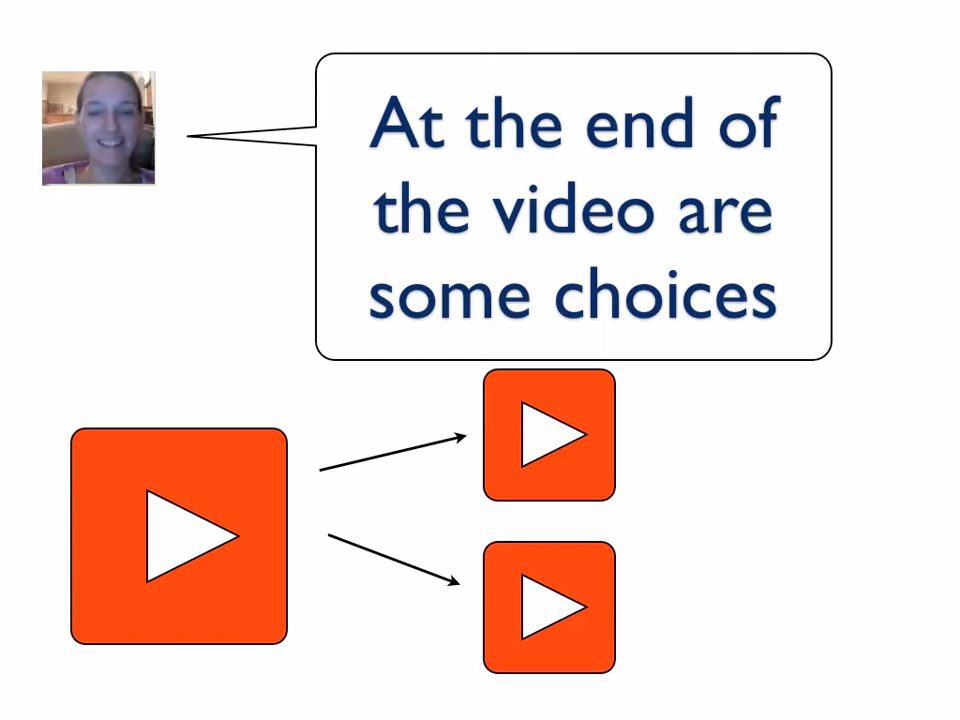 At the end of
the video are
some choices